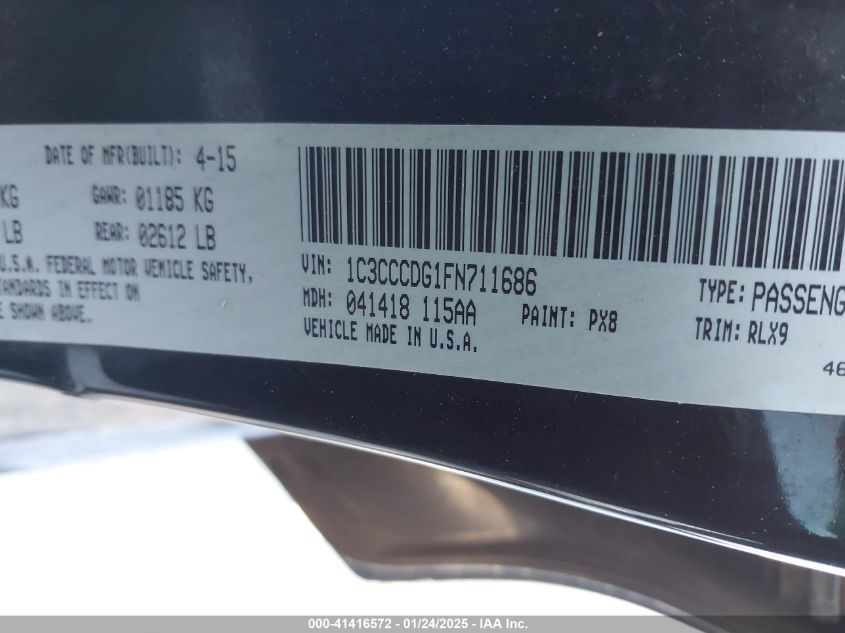 DATE OF MFR(BUILT): 4-15
KG GAWR: 01185 KG
LB REAR: 02612 LB
U.S.A. FEDERAL MOTOR VEHICLE SAFETY,
STANDARDS IN EFFECT ON
E SHOWN ABOVE.
VIN: 1C3CCCDG1FN711686
MDH: 041418 115AA
PAINT: PX8
VEHICLE MADE IN U.S.A.
TYPE: PASSENG
TRIM: RLX9
46
000-41416572 — 01/24/2025 — IAA Inc.